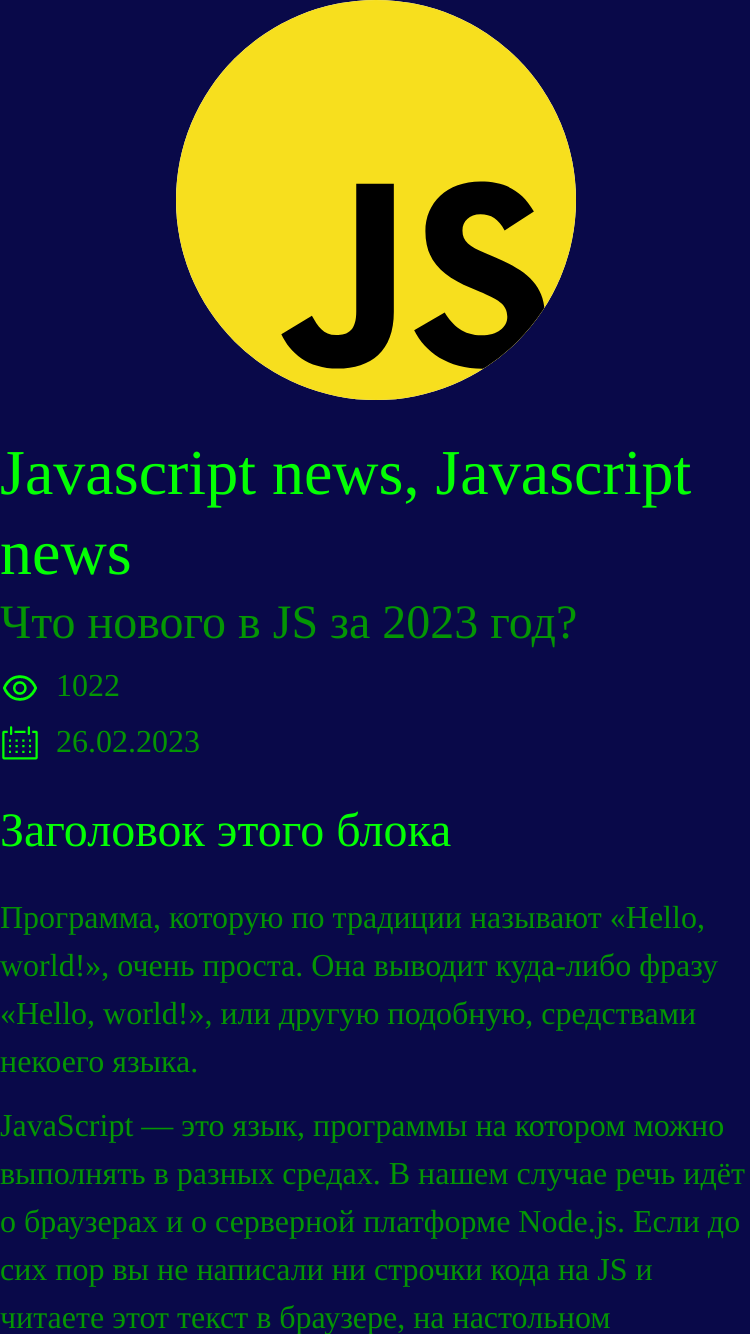 JS
Javascript news, Javascript
news
Что нового в JS за 2023 год?
1022
26.02.2023
Заголовок этого блока
Программа, которую по традиции называют «Hello,
world!», очень проста. Она выводит куда-либо фразу
«Hello, world!», или другую подобную, средствами
некоего языка.
JavaScript — это язык, программы на котором можно
выполнять в разных средах. В нашем случае речь идёт
о браузерах и о серверной платформе Node.js. Если до
сих пор вы не написали ни строчки кода на JS и
читаете этот текст в браузере, на настольном